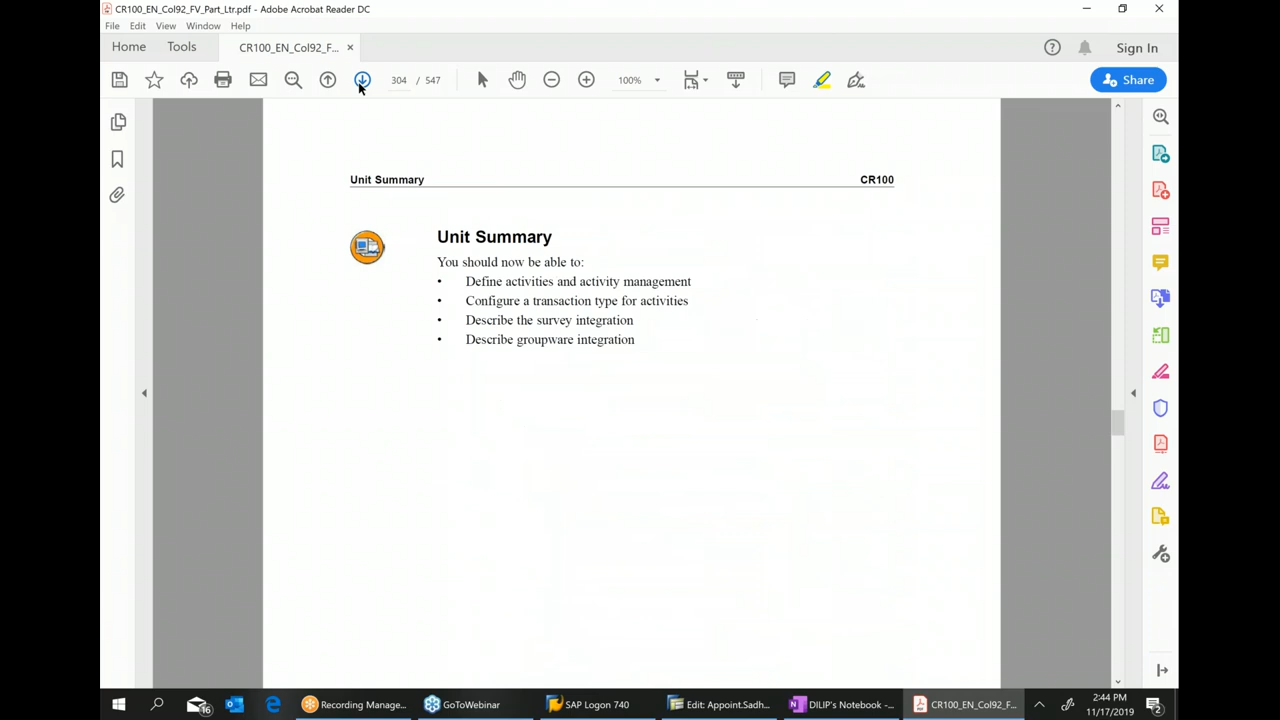 CR100_EN_Col92_FV_Part_Ltr.pdf - Adobe Acrobat Reader DC
File Edit View Window Help
Home Tools CR100_EN_Col92_F... × Sign In
304 / 547 100% Share
Unit Summary CR100
Unit Summary
You should now be able to:
• Define activities and activity management
• Configure a transaction type for activities
• Describe the survey integration
• Describe groupware integration
16 Recording Manage... GoToWebinar SAP Logon 740 Edit: Appoint.Sadh... DILIP's Notebook -... CR100_EN_Col92_F... 2:44 PM
11/17/2019 2